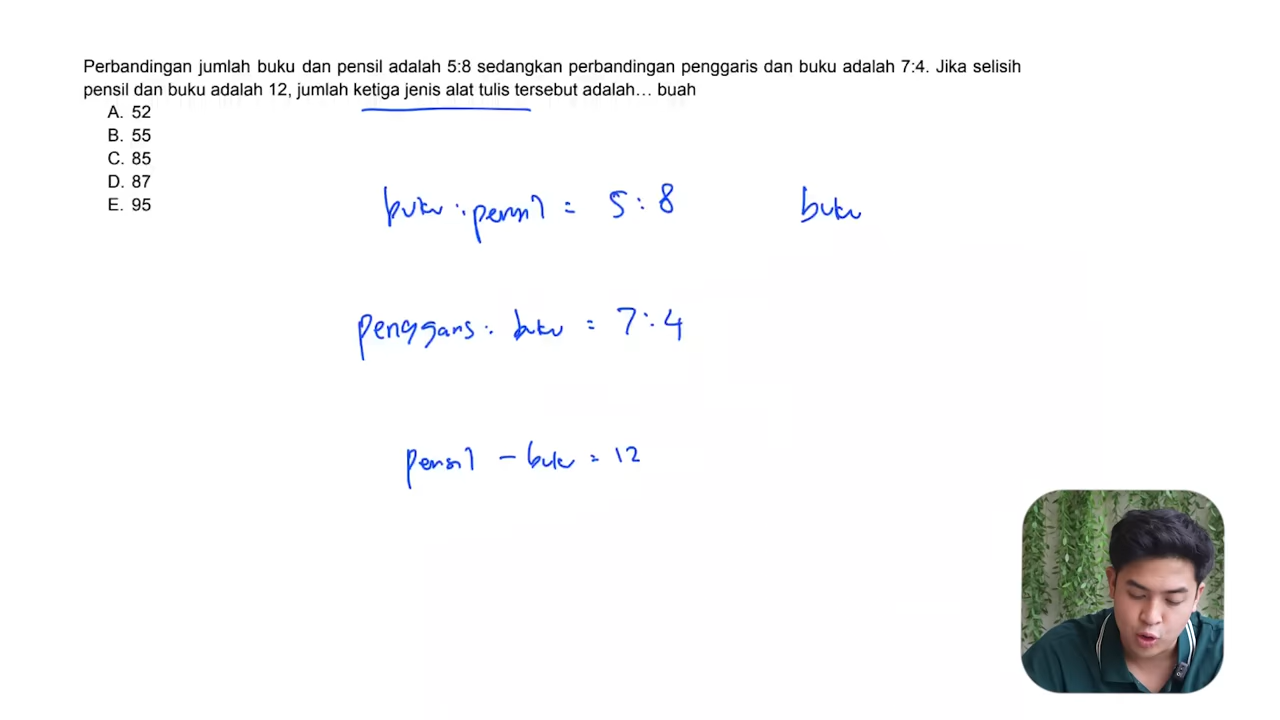 Perbandingan jumlah buku dan pensil adalah 5:8 sedangkan perbandingan penggaris dan buku adalah 7:4. Jika selisih
pensil dan buku adalah 12, jumlah ketiga jenis alat tulis tersebut adalah… buah
A. 52
B. 55
C. 85
D. 87
E. 95
buku : pensil = 5 : 8
buku
penggaris : buku = 7 : 4
pensil - buku = 12